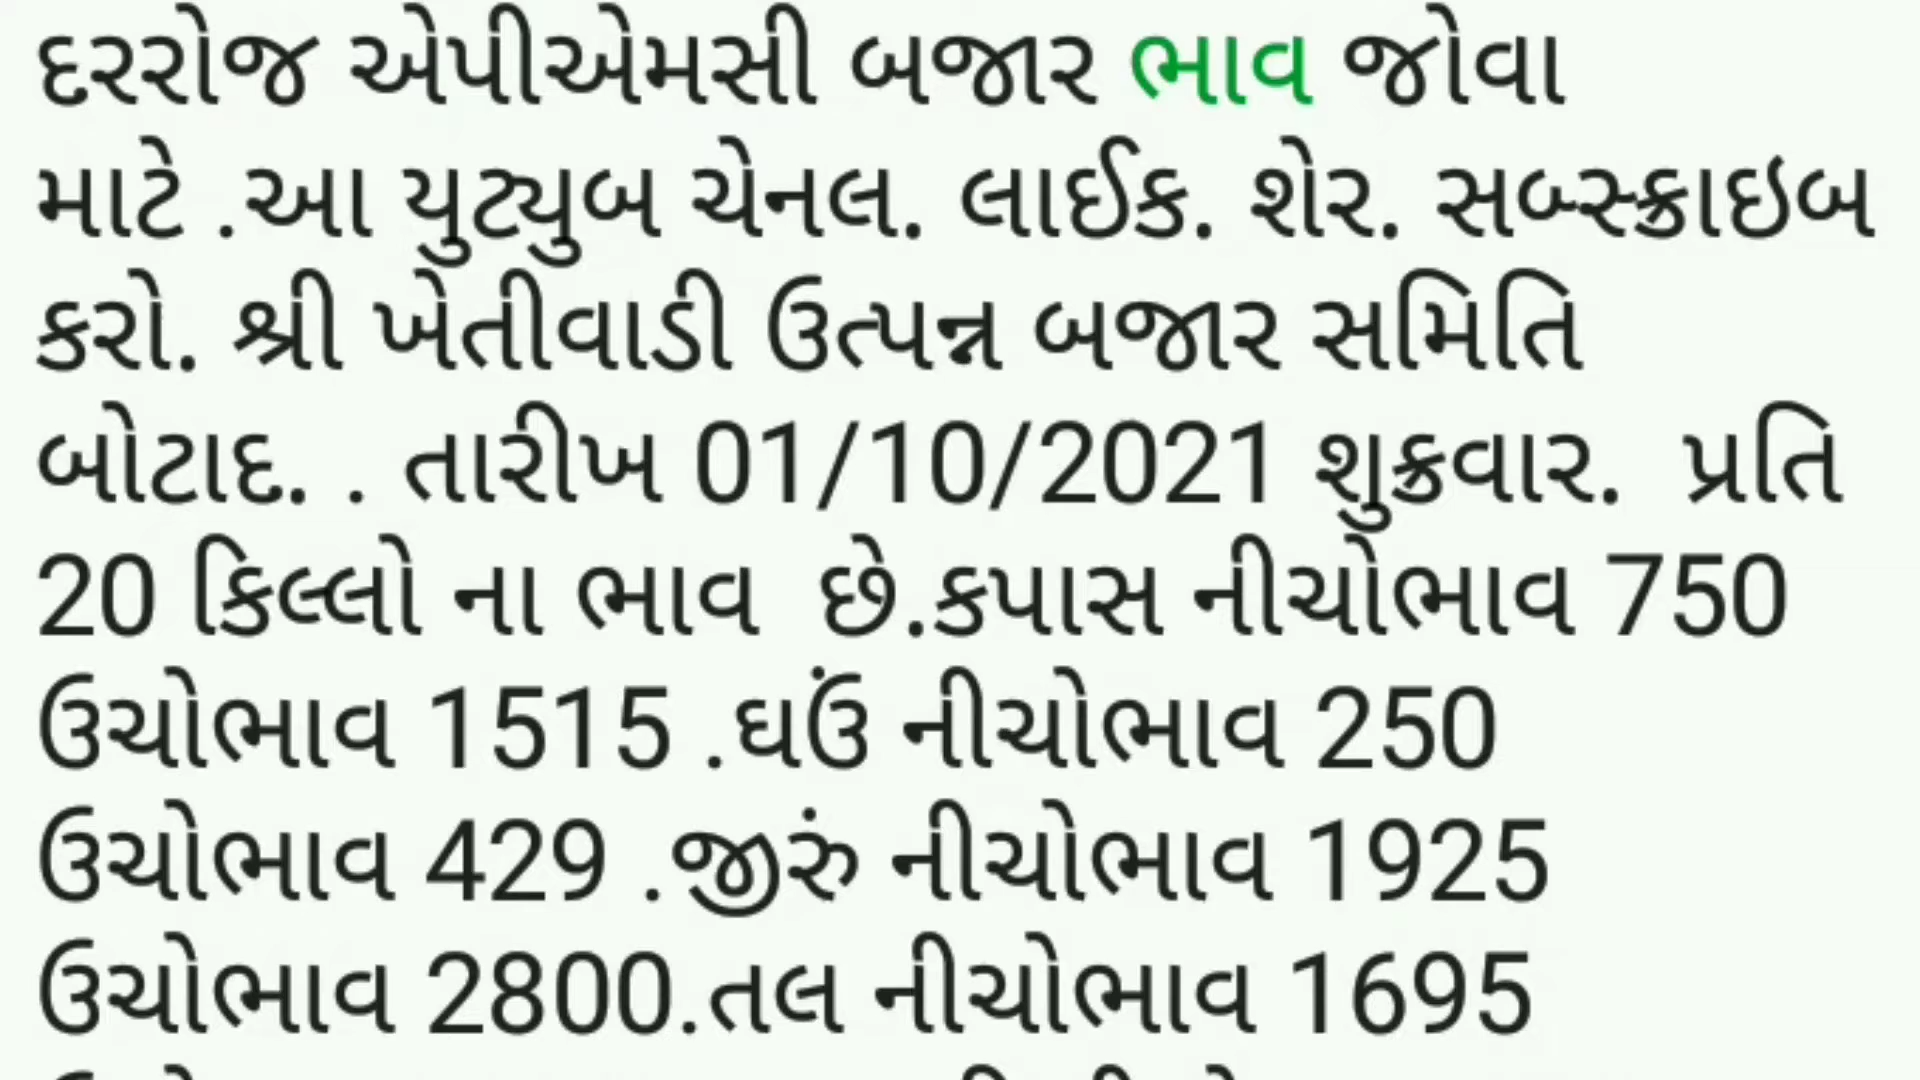 દરરોજ એપીએમસી બજાર ભાવ જોવા
માટે .આ યુટ્યુબ ચેનલ. લાઈક. શેર. સબ્સ્ક્રાઇબ
કરો. શ્રી ખેતીવાડી ઉત્પન્ન બજાર સમિતિ
બોટાદ. . તારીખ 01/10/2021 શુક્રવાર.  પ્રતિ
20 કિલ્લો ના ભાવ  છે.કપાસ નીચોભાવ 750
ઉચોભાવ 1515 .ઘઉં નીચોભાવ 250
ઉચોભાવ 429 .જીરું નીચોભાવ 1925
ઉચોભાવ 2800.તલ નીચોભાવ 1695